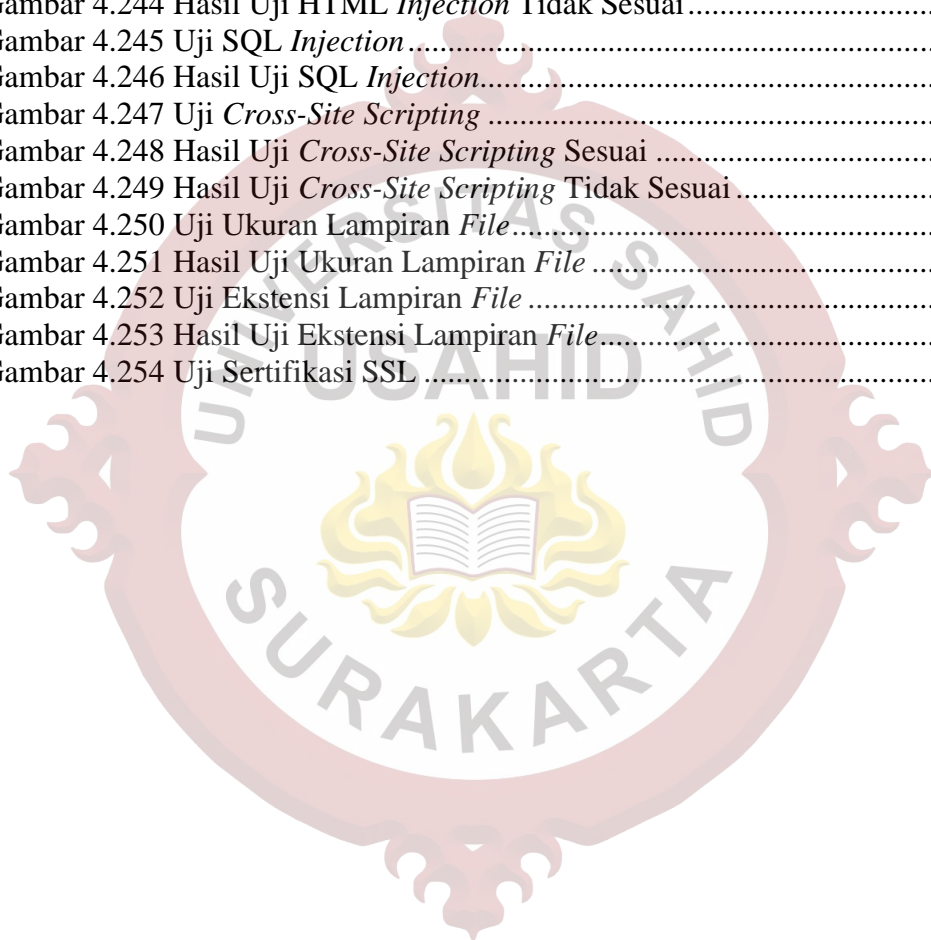 Gambar 4.244 Hasil Uji HTML Injection Tidak Sesuai
Gambar 4.245 Uji SQL Injection
Gambar 4.246 Hasil Uji SQL Injection
Gambar 4.247 Uji Cross-Site Scripting
Gambar 4.248 Hasil Uji Cross-Site Scripting Sesuai
Gambar 4.249 Hasil Uji Cross-Site Scripting Tidak Sesuai
Gambar 4.250 Uji Ukuran Lampiran File
Gambar 4.251 Hasil Uji Ukuran Lampiran File
Gambar 4.252 Uji Ekstensi Lampiran File
Gambar 4.253 Hasil Uji Ekstensi Lampiran File
Gambar 4.254 Uji Sertifikasi SSL
UNIVERSITAS SAHID
USAHID
SURAKARTA